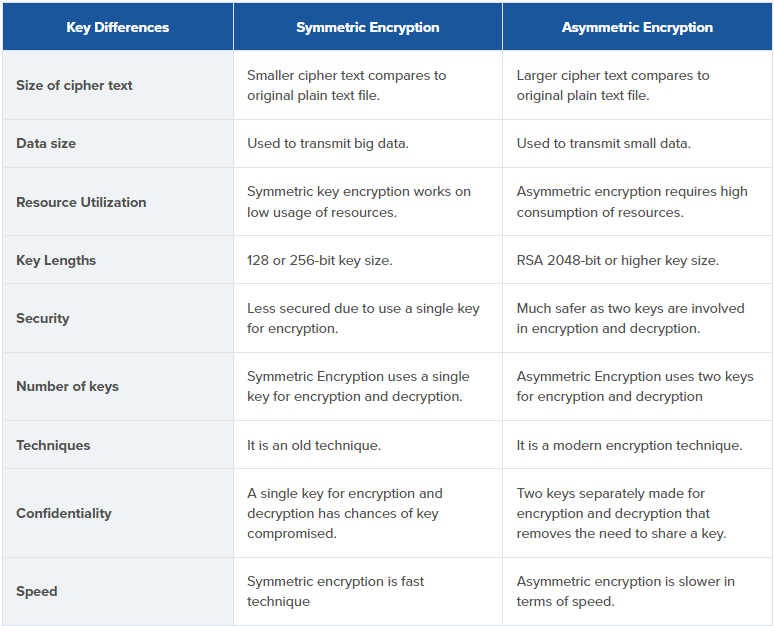 Key Differences
Symmetric Encryption
Asymmetric Encryption
Size of cipher text
Smaller cipher text compares to
original plain text file.
Larger cipher text compares to
original plain text file.
Data size
Used to transmit big data.
Used to transmit small data.
Resource Utilization
Symmetric key encryption works on
low usage of resources.
Asymmetric encryption requires high
consumption of resources.
Key Lengths
128 or 256-bit key size.
RSA 2048-bit or higher key size.
Security
Less secured due to use a single key
for encryption.
Much safer as two keys are involved
in encryption and decryption.
Number of keys
Symmetric Encryption uses a single
key for encryption and decryption.
Asymmetric Encryption uses two keys
for encryption and decryption
Techniques
It is an old technique.
It is a modern encryption technique.
Confidentiality
A single key for encryption and
decryption has chances of key
compromised.
Two keys separately made for
encryption and decryption that
removes the need to share a key.
Speed
Symmetric encryption is fast
technique
Asymmetric encryption is slower in
terms of speed.